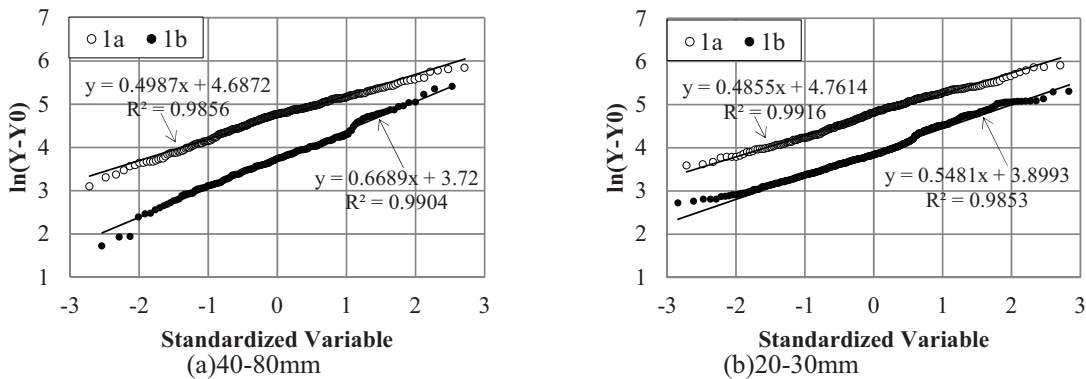 7
6
5
4
3
2
1
ln(Y-Y0)
1a 1b
y = 0.4987x + 4.6872
R² = 0.9856
y = 0.6689x + 3.72
R² = 0.9904
-3 -2 -1 0 1 2 3
Standardized Variable
(a)40-80mm
7
6
5
4
3
2
1
ln(Y-Y0)
1a 1b
y = 0.4855x + 4.7614
R² = 0.9916
y = 0.5481x + 3.8993
R² = 0.9853
-3 -2 -1 0 1 2 3
Standardized Variable
(b)20-30mm